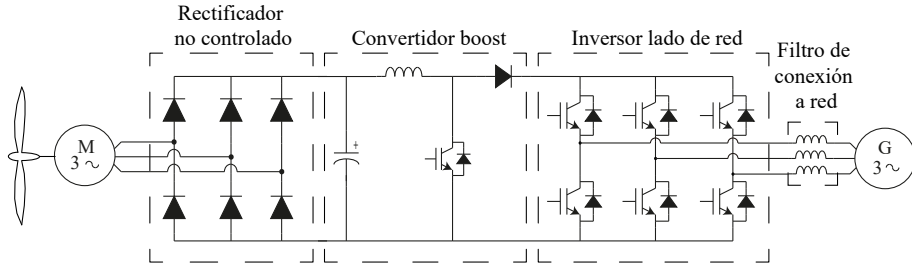 Rectificador
no controlado
Convertidor boost
Inversor lado de red
Filtro de
conexión
a red
M
3 ~
+
G
3 ~